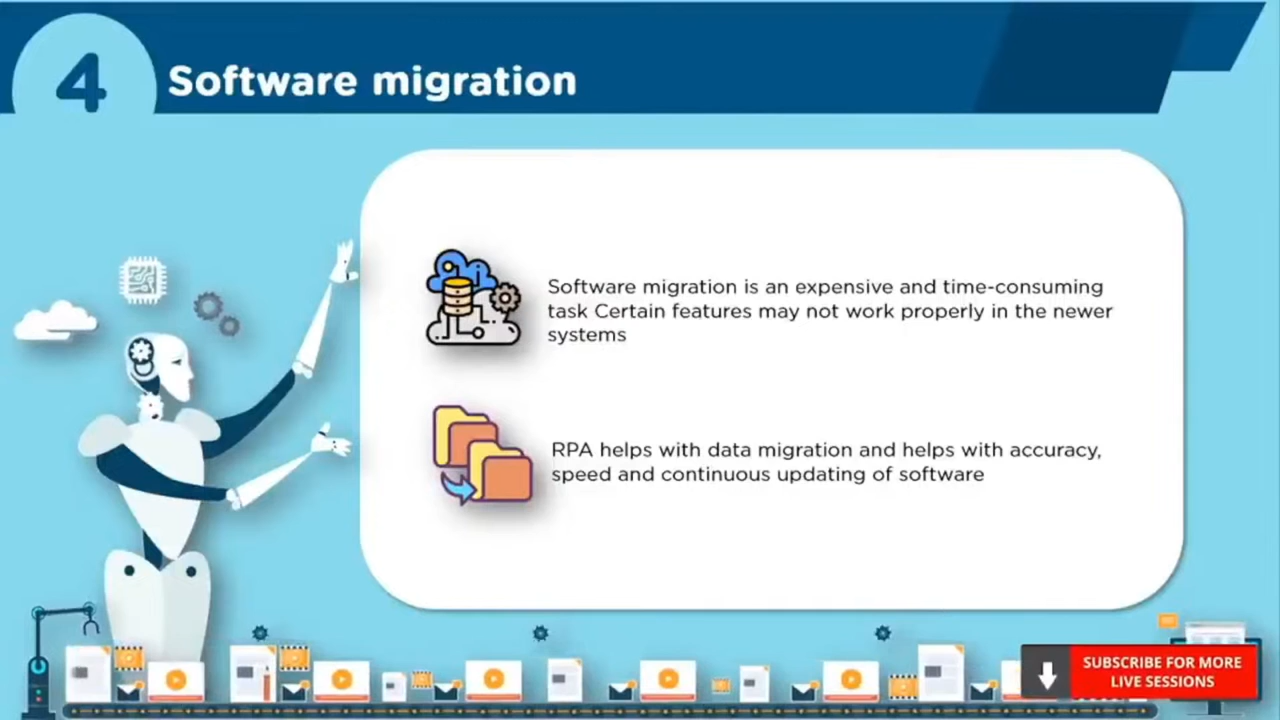 4
Software migration
Software migration is an expensive and time-consuming
task Certain features may not work properly in the newer
systems
RPA helps with data migration and helps with accuracy,
speed and continuous updating of software
SUBSCRIBE FOR MORE
LIVE SESSIONS